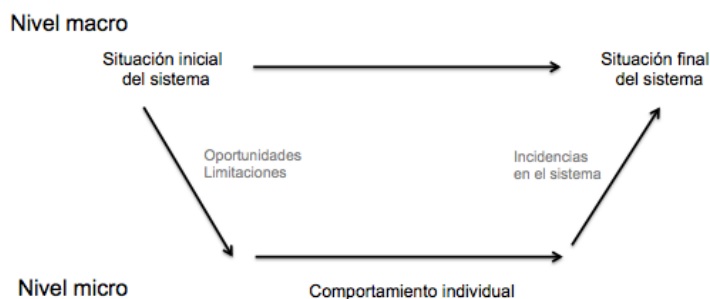 Nivel macro
Situación inicial
del sistema
Situación final
del sistema
Oportunidades
Limitaciones
Incidencias
en el sistema
Nivel micro
Comportamiento individual